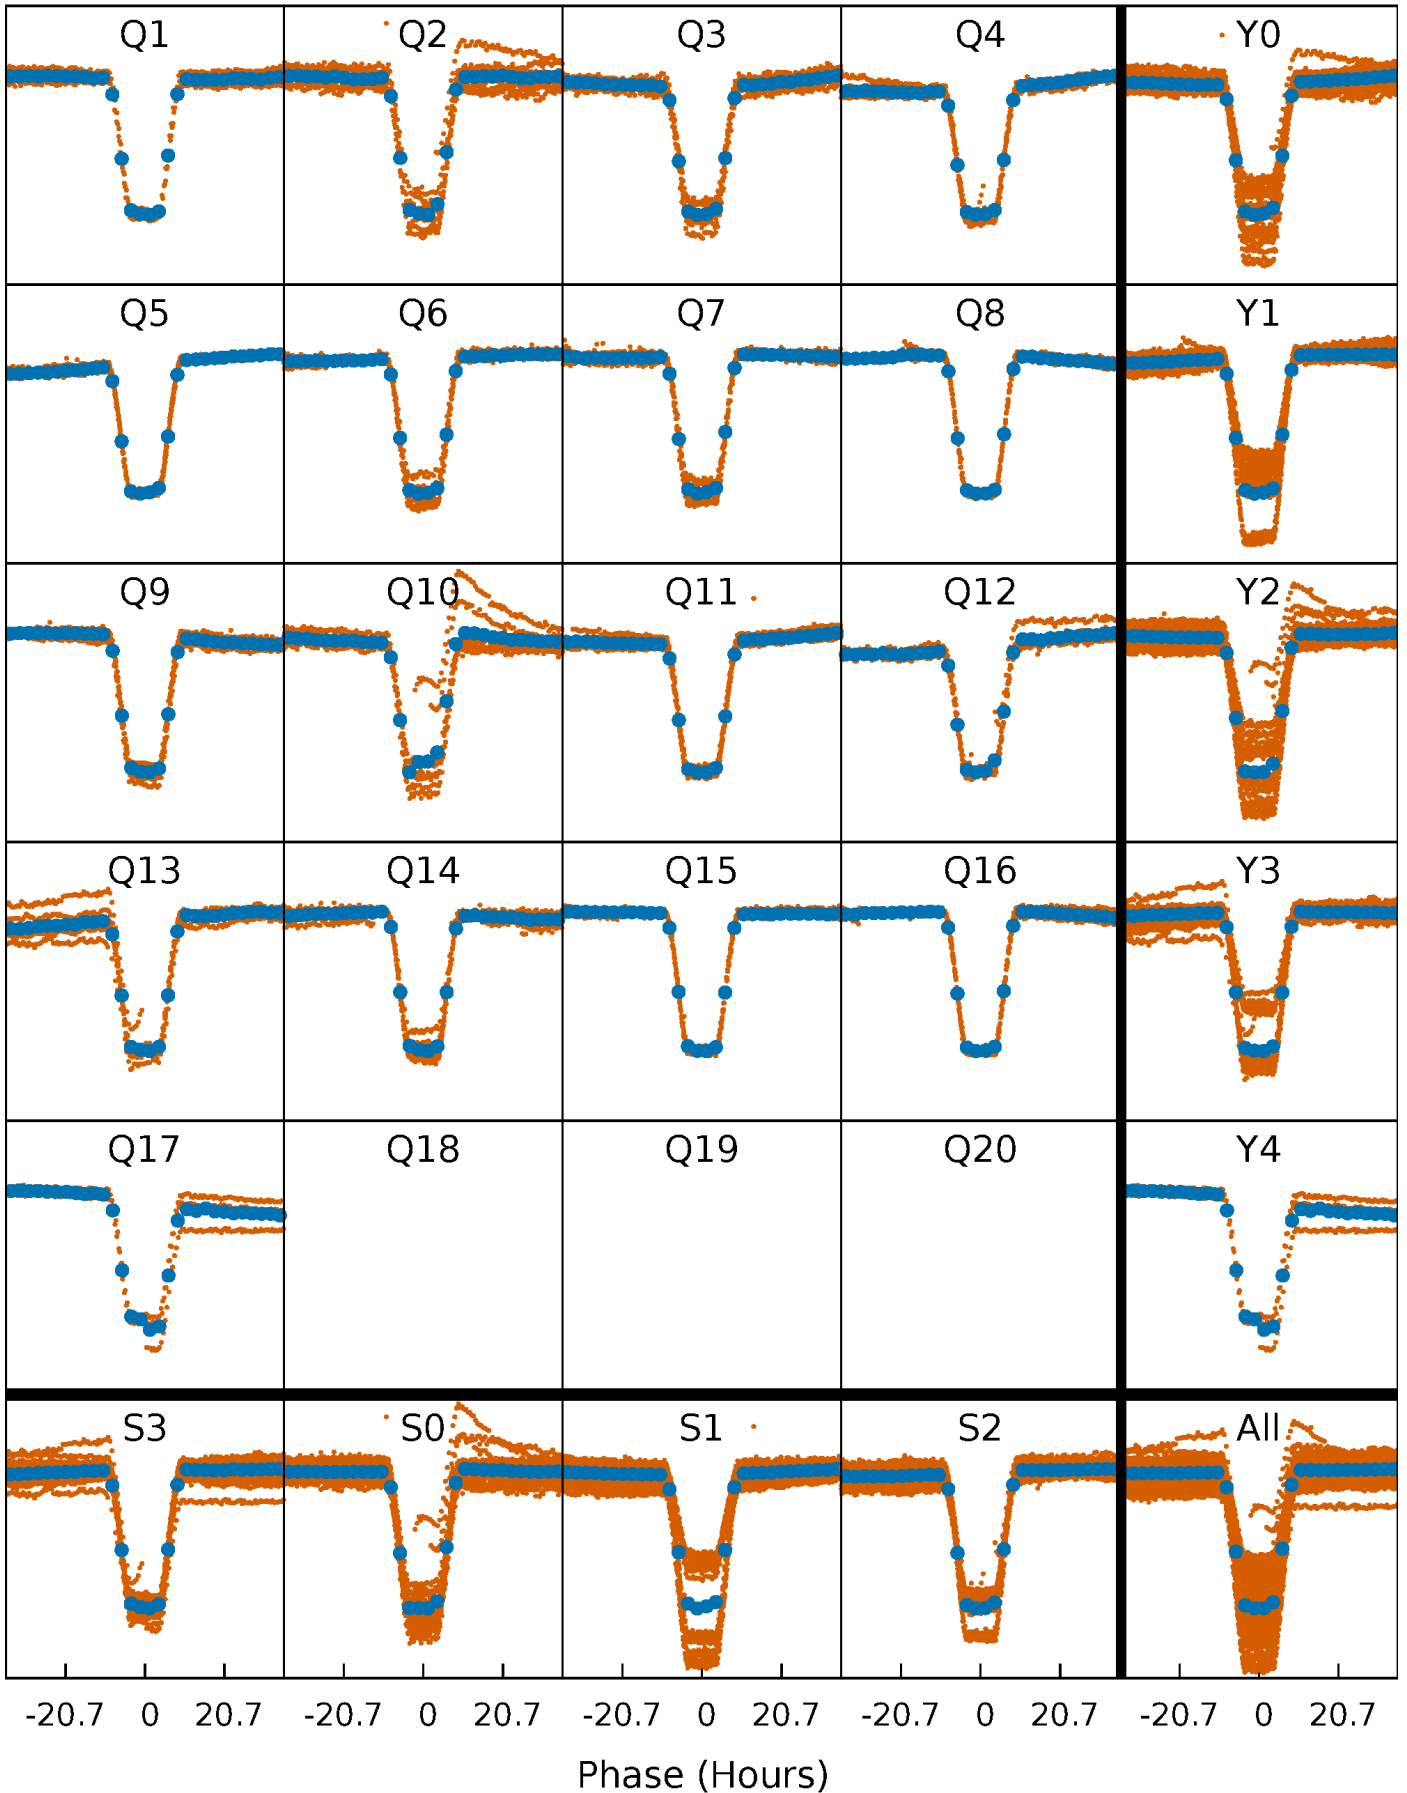 Q1 Q2 Q3 Q4 Y0
Q5 Q6 Q7 Q8 Y1
Q9 Q10 Q11 Q12 Y2
Q13 Q14 Q15 Q16 Y3
Q17 Q18 Q19 Q20 Y4
S3 S0 S1 S2 All
-20.7 0 20.7 -20.7 0 20.7 -20.7 0 20.7 -20.7 0 20.7 -20.7 0 20.7
Phase (Hours)